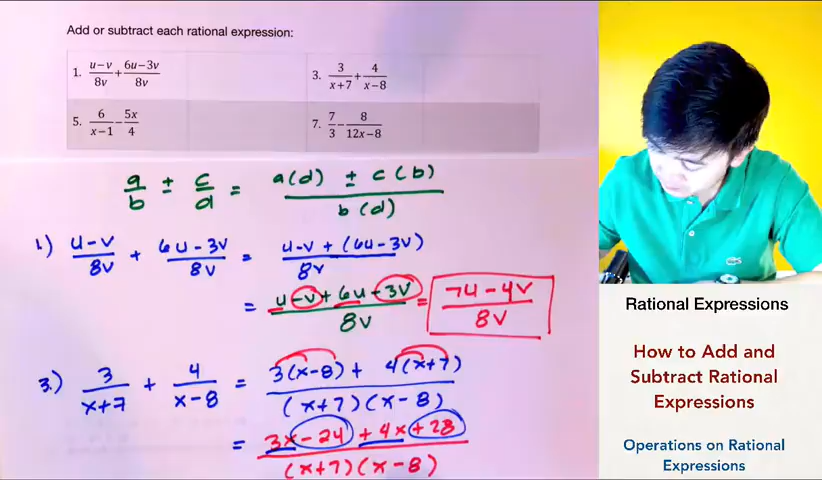 Add or subtract each rational expression:
1. (u−v)/8v + (6u−3v)/8v
3. 3/(x+7) + 4/(x−8)
5. 6/(x−1) − 5x/4
7. 7/3 − 8/(12x−8)
a/b ± c/d = (a(d) ± c(b))/(b(d))
1.) (u−v)/8v + (6u−3v)/8v = (u−v + (6u−3v))/8v
= (u−v+6u−3v)/8v = (7u−4v)/8v
3.) 3/(x+7) + 4/(x−8) = (3(x−8) + 4(x+7))/((x+7)(x−8))
= (3x−24+4x+28)/((x+7)(x−8))
Rational Expressions
How to Add and
Subtract Rational
Expressions
Operations on Rational
Expressions